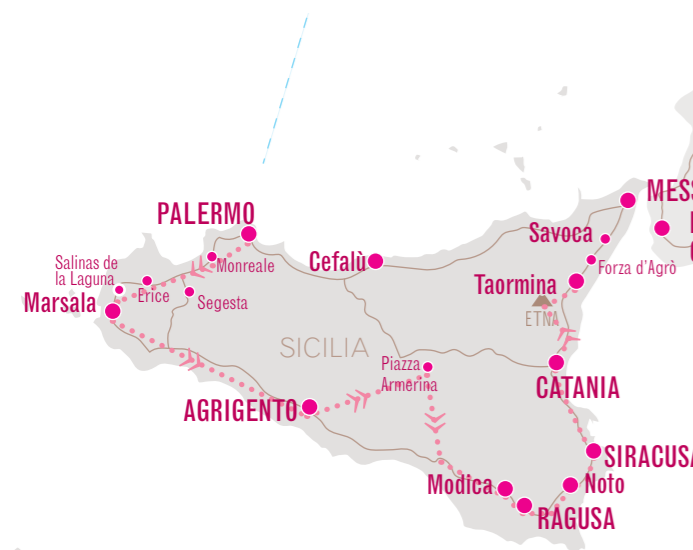 MESS
PALERMO
Savoca
Salinas de
la Laguna
Monreale
Cefalù
Forza d'Agrò
Erice
Taormina
Marsala
Segesta
ETNA
SICILIA
Piazza
Armerina
CATANIA
AGRIGENTO
SIRACUSA
Modica
Noto
RAGUSA